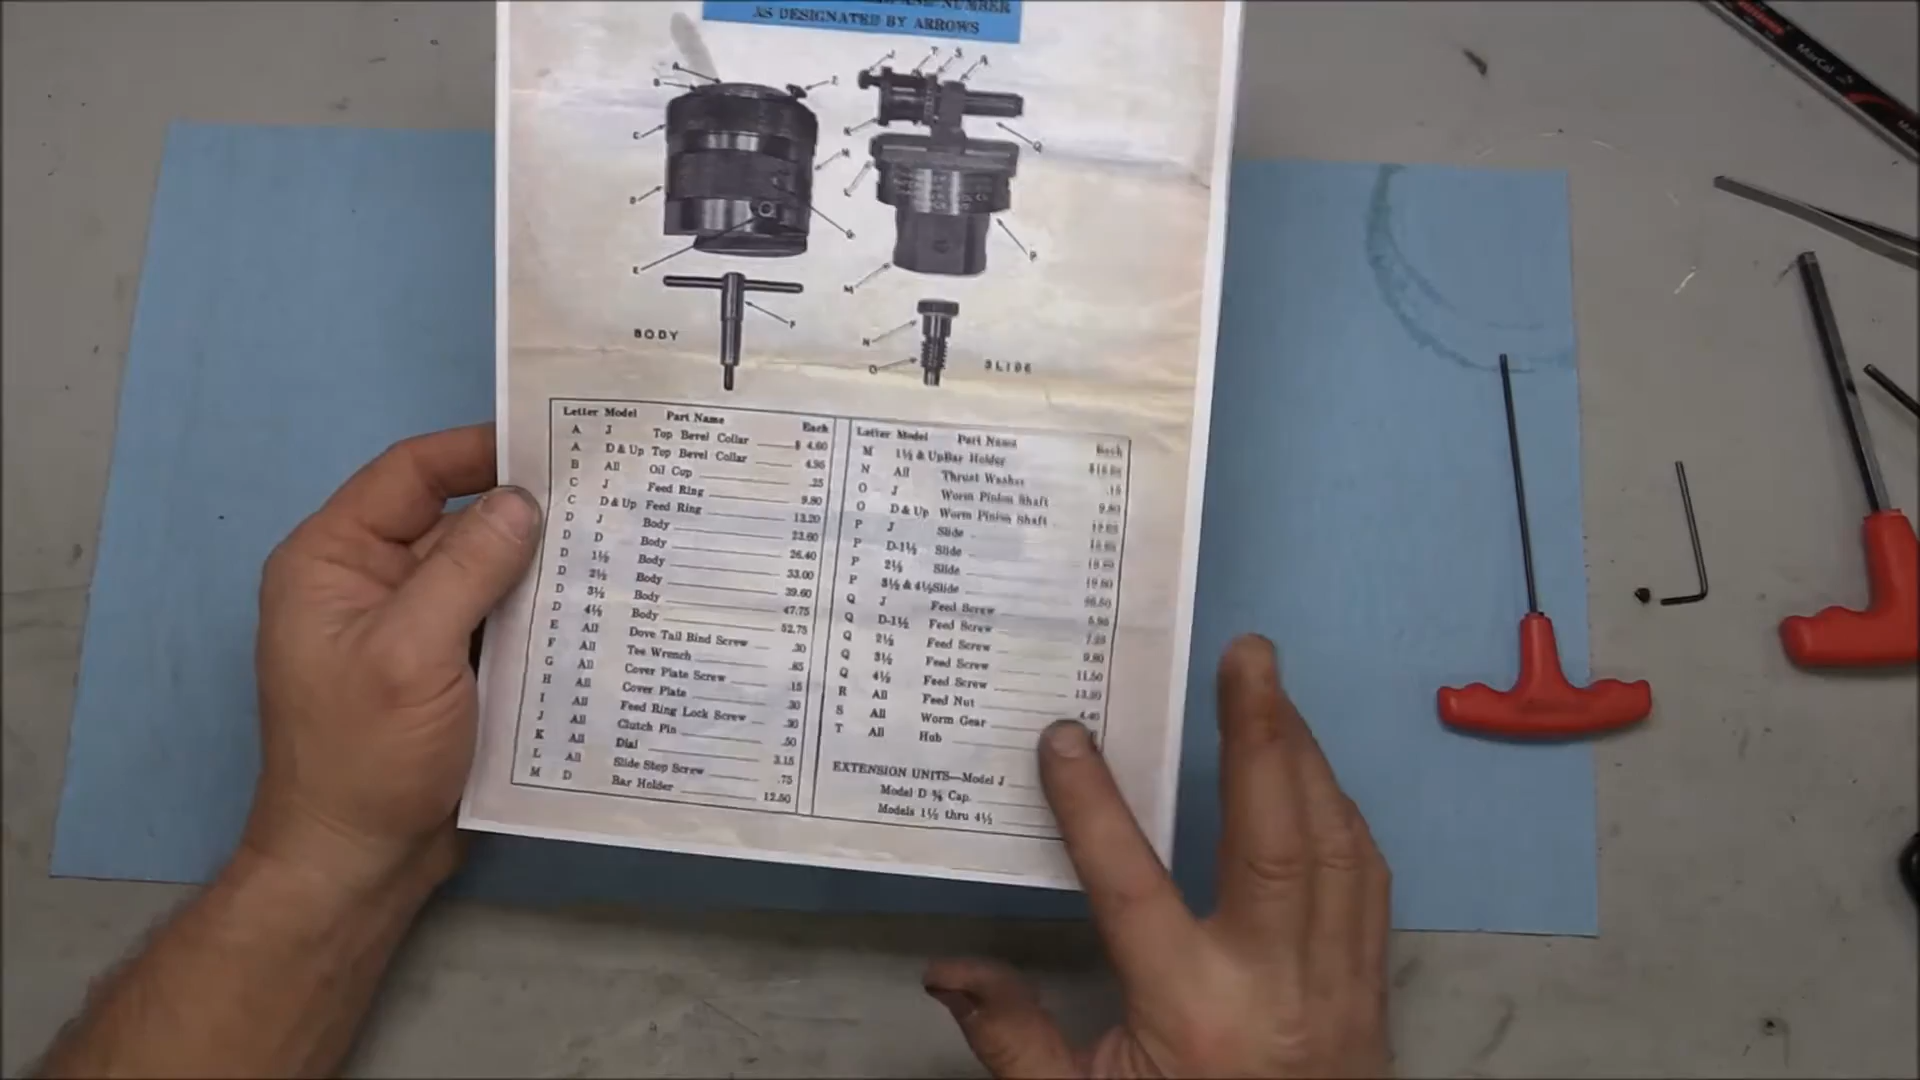 AND NUMBER
AS DESIGNATED BY ARROWS
BODY
SLIDE
Letter Model Part Name Each
A J Top Bevel Collar $ 4.60
A D & Up Top Bevel Collar 4.95
B All Oil Cup .25
C J Feed Ring 9.80
C D & Up Feed Ring 13.20
D J Body 23.60
D D Body 26.40
D 1½ Body 33.00
D 2½ Body 39.60
D 3½ Body 47.75
D 4½ Body 52.75
E All Dove Tail Bind Screw .30
F All Tee Wrench .85
G All Cover Plate Screw .15
H All Cover Plate .30
I All Feed Ring Lock Screw .30
J All Clutch Pin .50
K All Dial 3.15
L All Slide Stop Screw .75
M D Bar Holder 12.50
Letter Model Part Name Each
M 1½ & Up Bar Holder
N All Thrust Washer .15
O J Worm Pinion Shaft
O D & Up Worm Pinion Shaft
P J Slide
P D-1½ Slide
P 2½ Slide
P 3½ & 4½ Slide
Q J Feed Screw
Q D-1½ Feed Screw
Q 2½ Feed Screw 9.80
Q 3½ Feed Screw 11.50
Q 4½ Feed Screw
R All Feed Nut 4.40
S All Worm Gear
T All Hub
EXTENSION UNITS—Model J
Model D ⅝ Cap.
Models 1½ thru 4½
MarCal